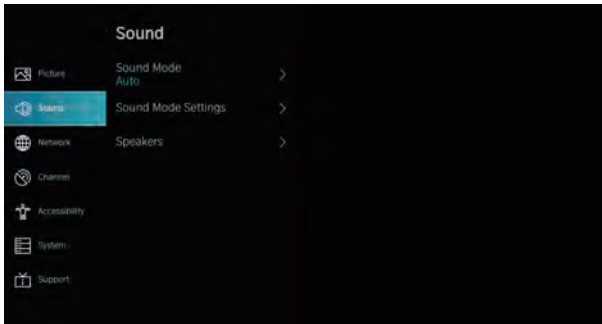 Sound
Picture
Sound
Network
Channel
Accessibility
System
Support
Sound Mode
Auto
Sound Mode Settings
Speakers